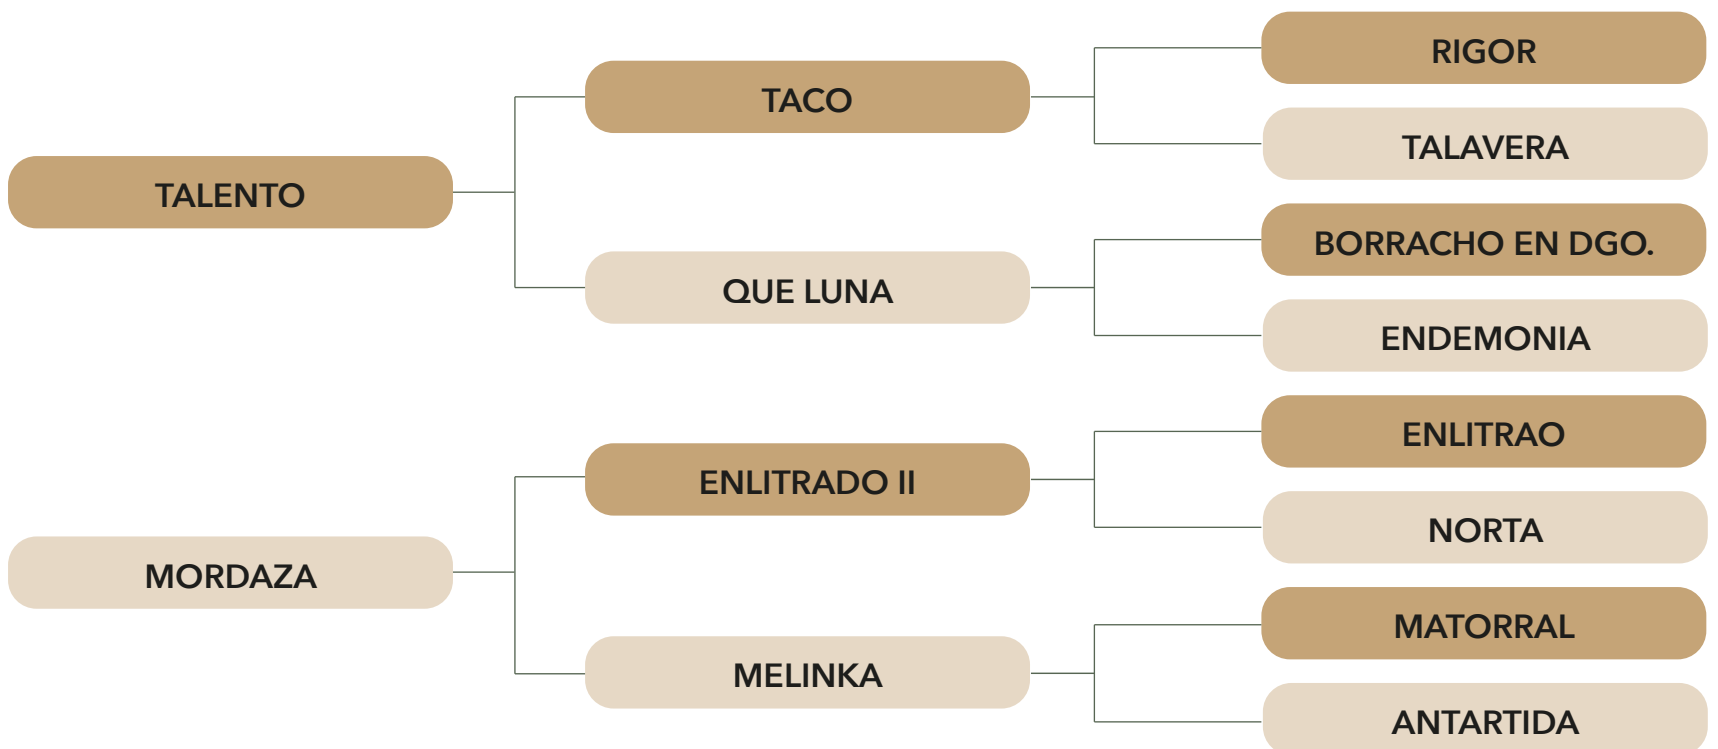 RIGOR
TACO
TALAVERA
TALENTO
BORRACHO EN DGO.
QUE LUNA
ENDEMONIA
ENLITRAO
ENLITRADO II
NORTA
MORDAZA
MATORRAL
MELINKA
ANTARTIDA